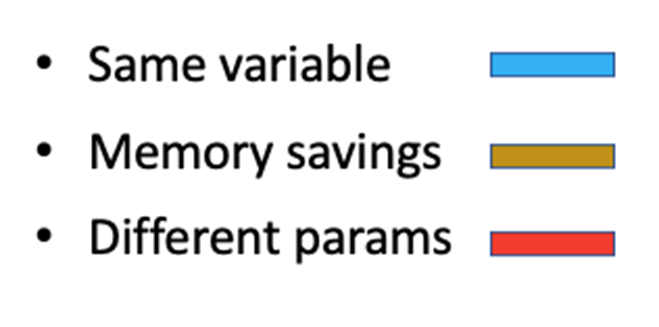 • Same variable
• Memory savings
• Different params